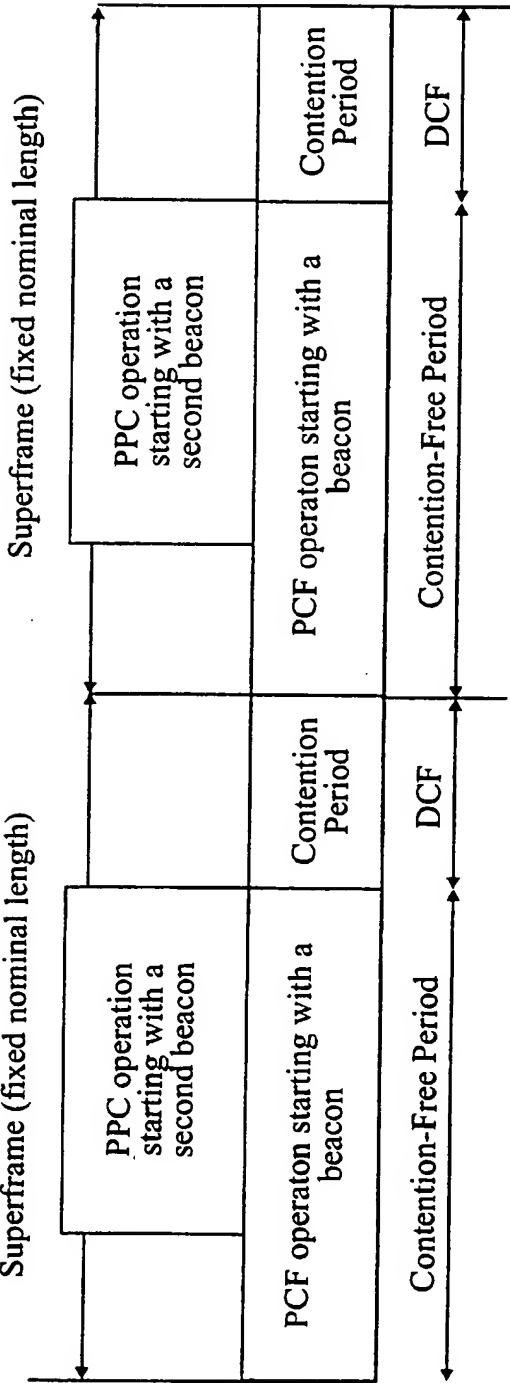 Superframe (fixed nominal length)
Superframe (fixed nominal length)
PPC operation
starting with a
second beacon
PPC operation
starting with a
second beacon
PCF operaton starting with a
beacon
Contention
Period
PCF operaton starting with a
beacon
Contention
Period
Contention-Free Period
DCF
Contention-Free Period
DCF